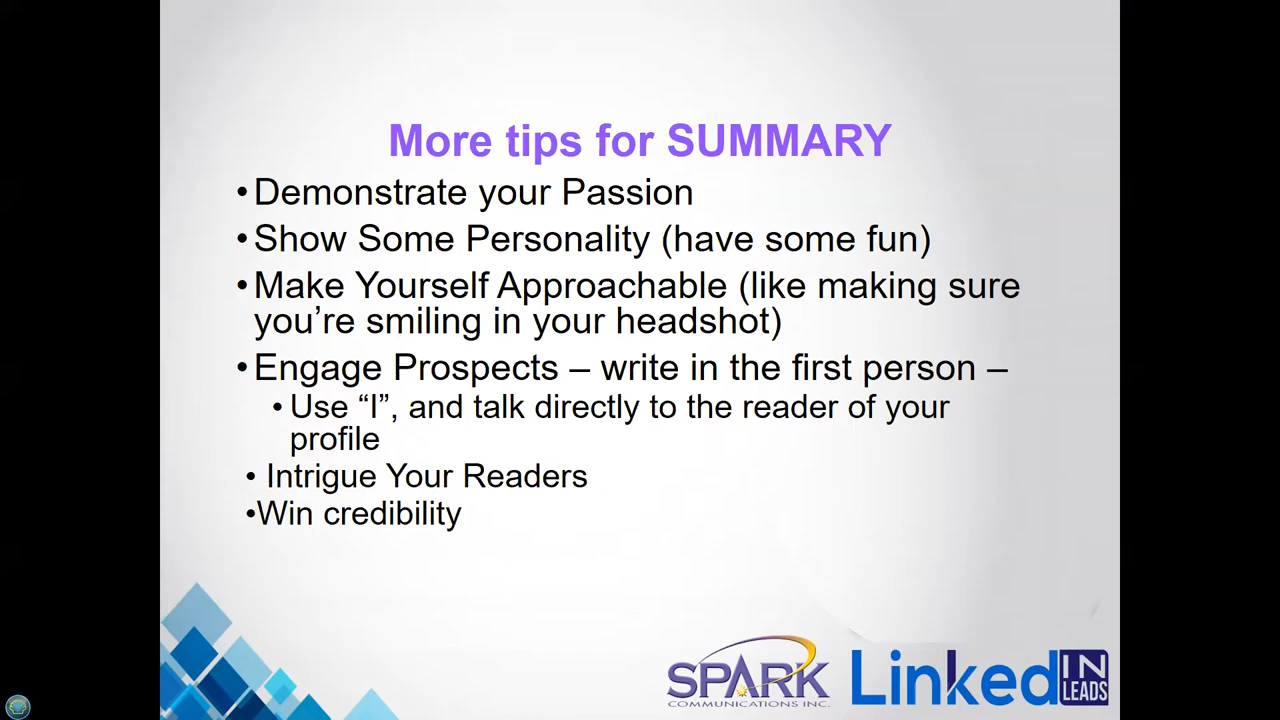 More tips for SUMMARY
•Demonstrate your Passion
•Show Some Personality (have some fun)
•Make Yourself Approachable (like making sure
you’re smiling in your headshot)
•Engage Prospects – write in the first person –
•Use “I”, and talk directly to the reader of your
profile
• Intrigue Your Readers
•Win credibility
SPARK
COMMUNICATIONS INC.
Linked IN
LEADS